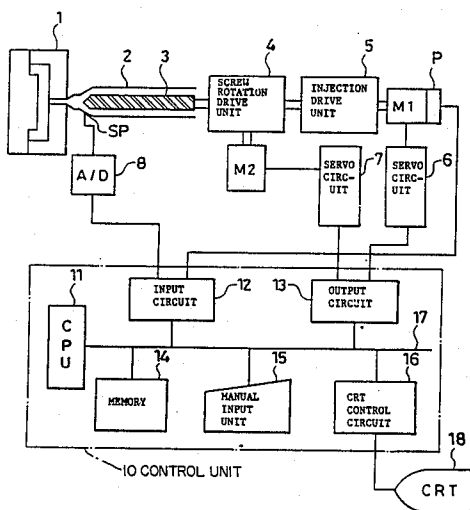 1
2
3
4
5
P
SCREW
ROTATION
DRIVE
UNIT
INJECTION
DRIVE
UNIT
M1
SP
M2
7
6
A/D
8
SERVO
CIRC-
UIT
SERVO
CIRC-
UIT
11
CPU
INPUT
CIRCUIT
12
13
OUTPUT
CIRCUIT
17
14
15
16
MEMORY
MANUAL
INPUT
UNIT
CRT
CONTROL
CIRCUIT
18
CRT
10 CONTROL UNIT